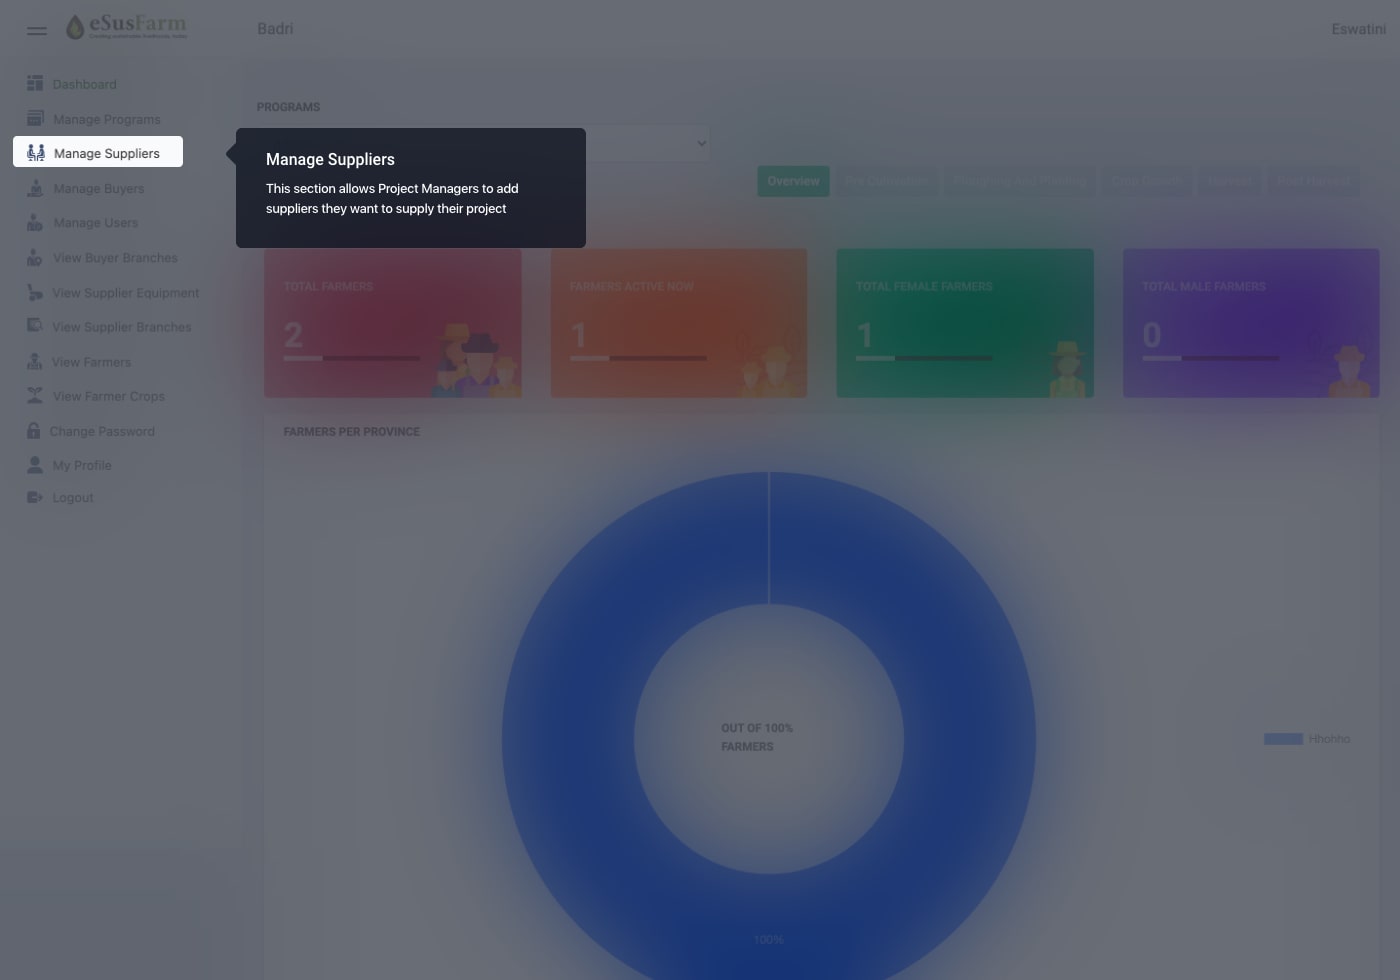 eSusFarm
Badri
Eswatini
Dashboard
Manage Programs
Manage Suppliers
Manage Buyers
Manage Users
View Buyer Branches
View Supplier Equipment
View Supplier Branches
View Farmers
View Farmer Crops
Change Password
My Profile
Logout
PROGRAMS
Manage Suppliers
This section allows Project Managers to add
suppliers they want to supply their project
Overview
Pre Cultivation
Ploughing And Planting
Crop Growth
Harvest
Post Harvest
TOTAL FARMERS
2
FARMERS ACTIVE NOW
1
TOTAL FEMALE FARMERS
1
TOTAL MALE FARMERS
0
FARMERS PER PROVINCE
OUT OF 100%
FARMERS
100%
Hhohho